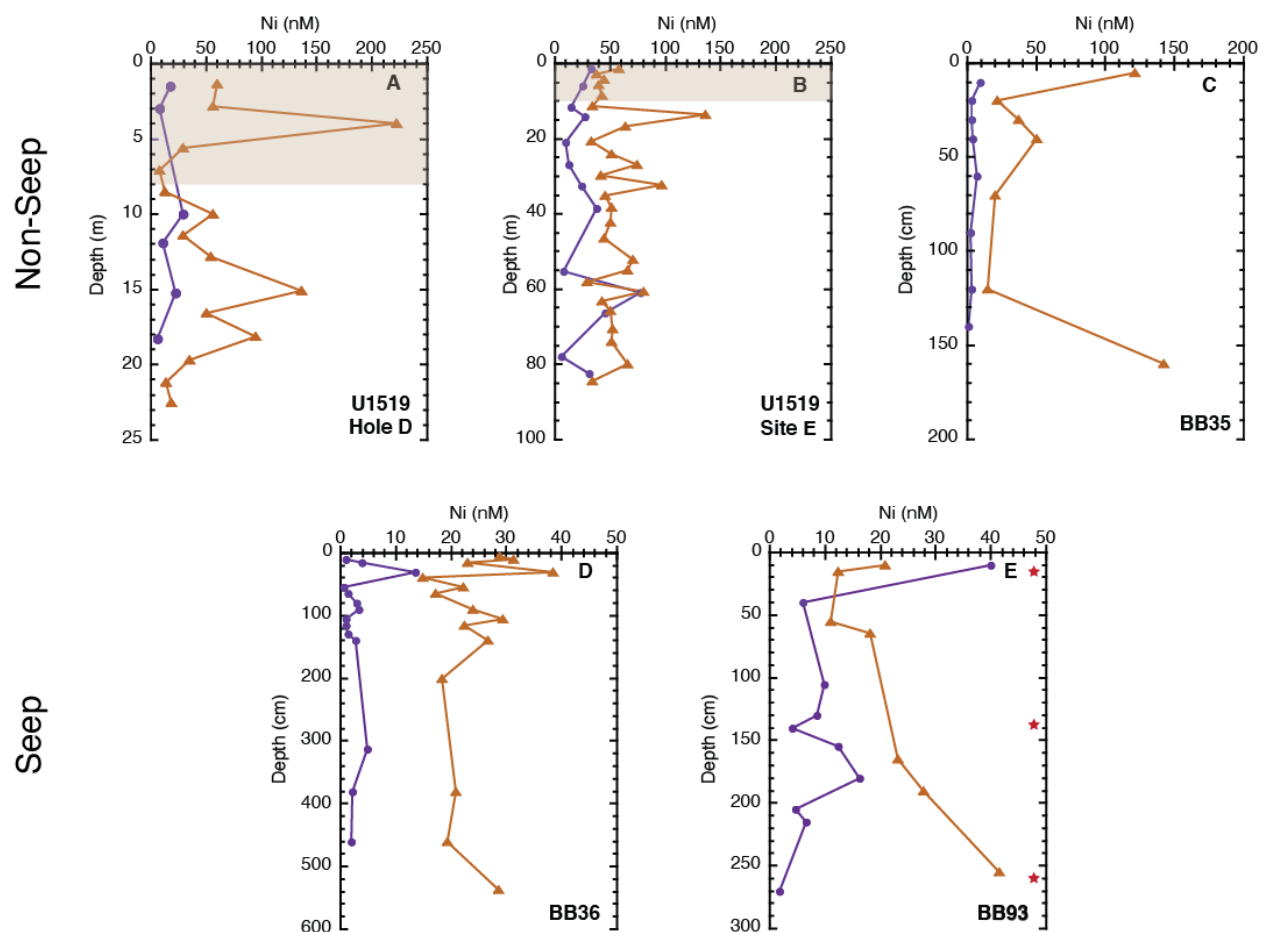 Ni (nM)
0 50 100 150 200 250
0
5
10
15
20
25
Depth (m)
A
U1519
Hole D
Ni (nM)
0 50 100 150 200 250
0
20
40
60
80
100
Depth (m)
B
U1519
Site E
Ni (nM)
0 50 100 150 200
0
50
100
150
200
Depth (cm)
C
BB35
Non-Seep
Ni (nM)
0 10 20 30 40 50
0
100
200
300
400
500
600
Depth (cm)
D
BB36
Ni (nM)
0 10 20 30 40 50
0
50
100
150
200
250
300
Depth (cm)
E
BB93
Seep